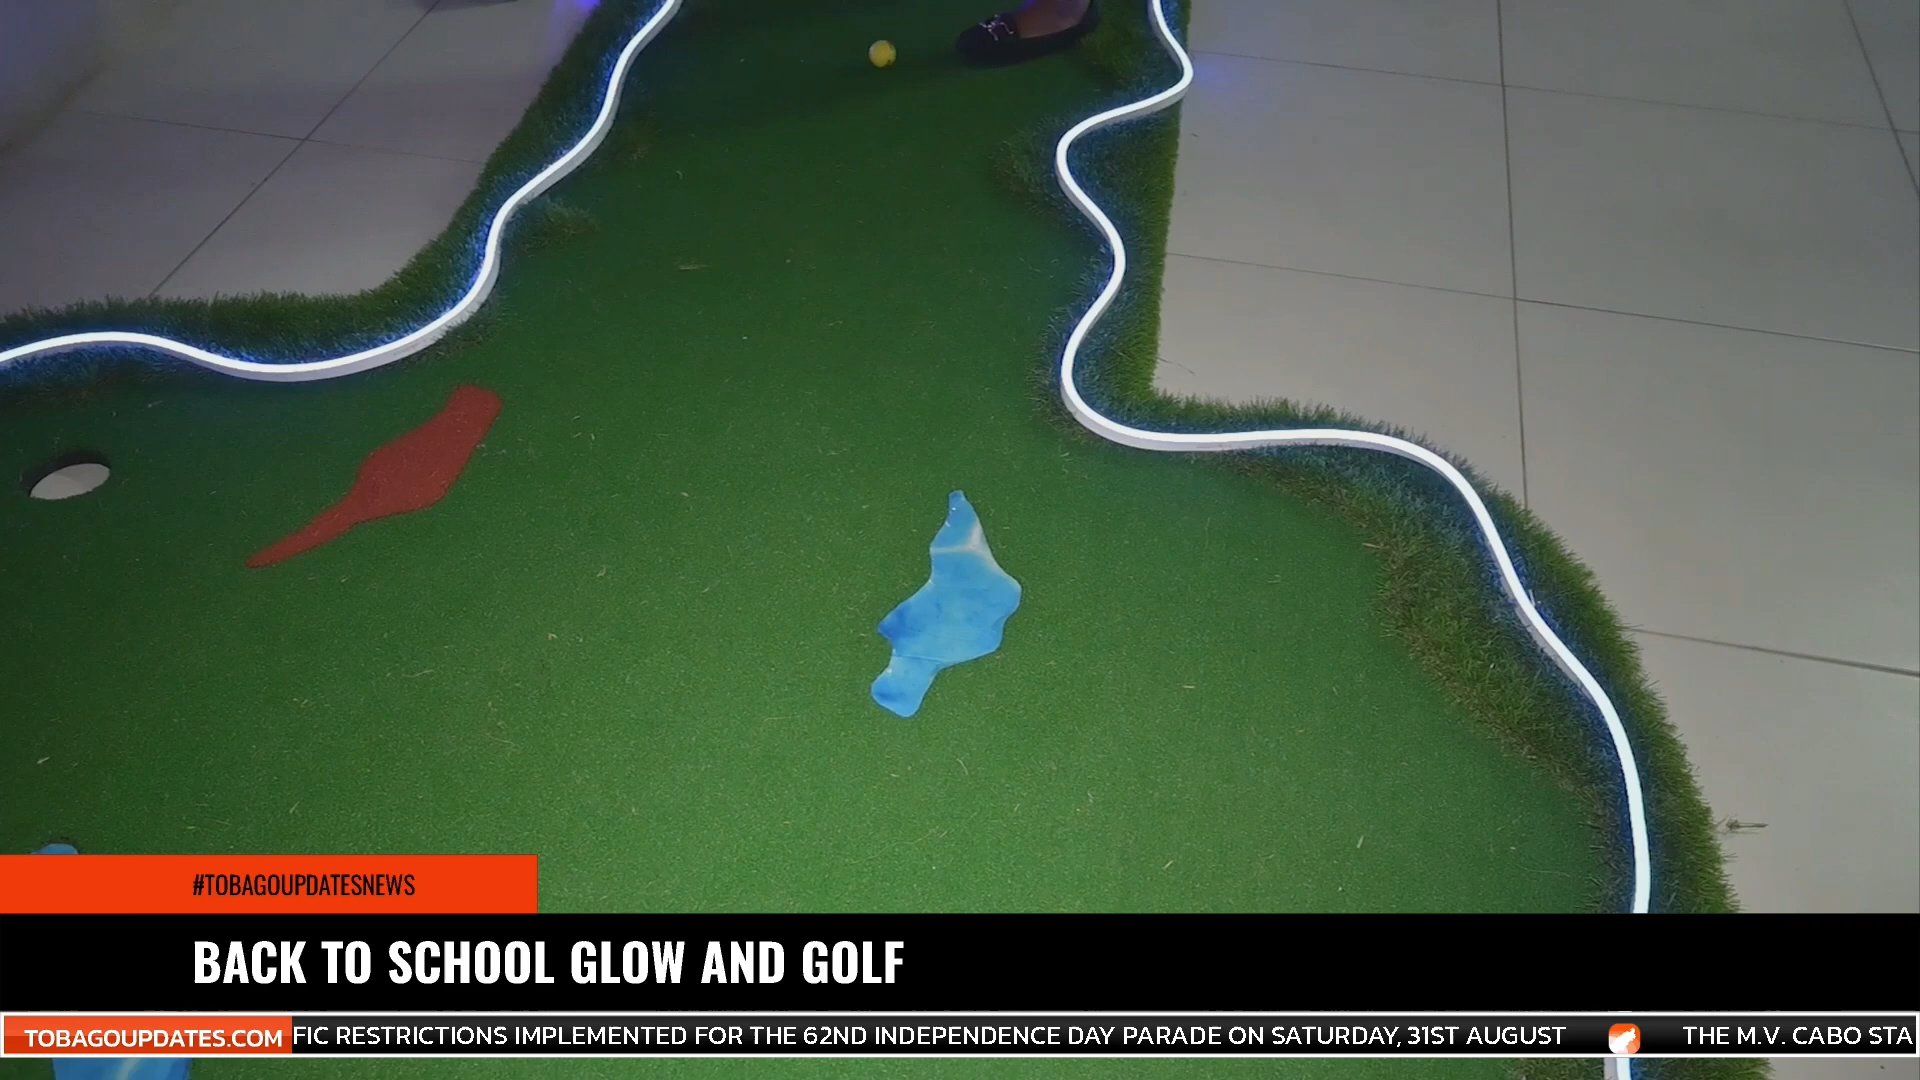 #TOBAGOUPDATESNEWS
BACK TO SCHOOL GLOW AND GOLF
TOBAGOUPDATES.COM FIC RESTRICTIONS IMPLEMENTED FOR THE 62ND INDEPENDENCE DAY PARADE ON SATURDAY, 31ST AUGUST THE M.V. CABO STA